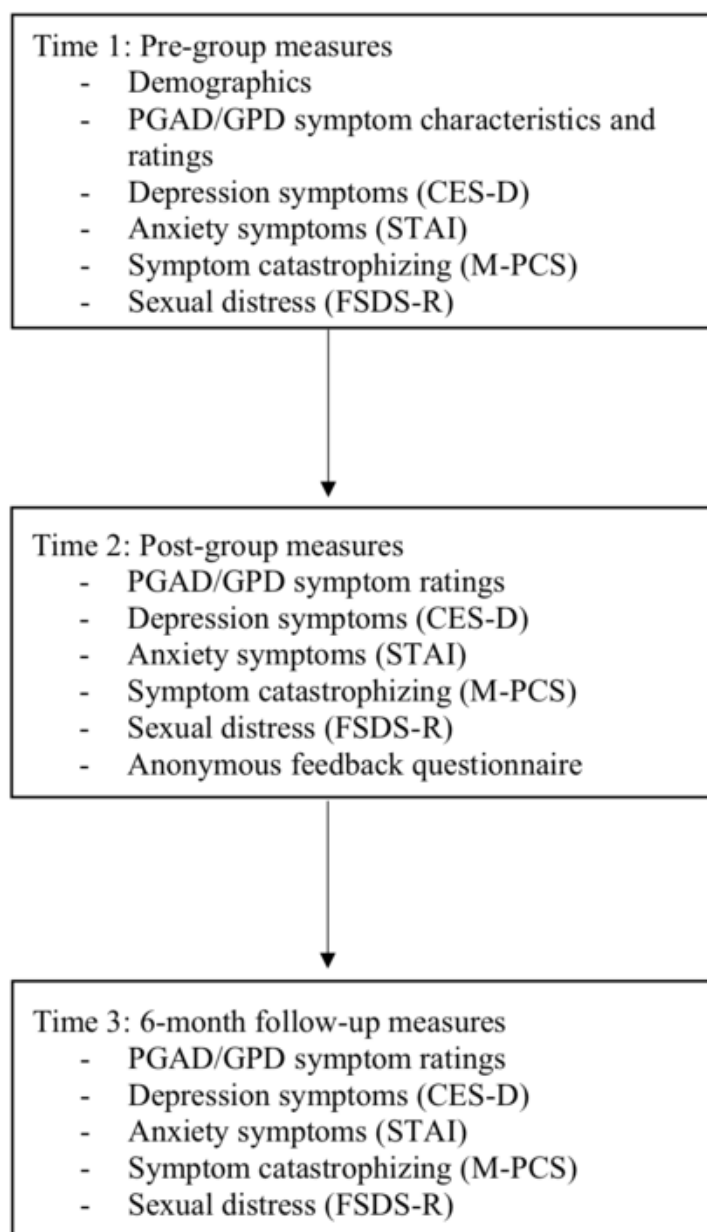 Time 1: Pre-group measures
- Demographics
- PGAD/GPD symptom characteristics and
ratings
- Depression symptoms (CES-D)
- Anxiety symptoms (STAI)
- Symptom catastrophizing (M-PCS)
- Sexual distress (FSDS-R)
Time 2: Post-group measures
- PGAD/GPD symptom ratings
- Depression symptoms (CES-D)
- Anxiety symptoms (STAI)
- Symptom catastrophizing (M-PCS)
- Sexual distress (FSDS-R)
- Anonymous feedback questionnaire
Time 3: 6-month follow-up measures
- PGAD/GPD symptom ratings
- Depression symptoms (CES-D)
- Anxiety symptoms (STAI)
- Symptom catastrophizing (M-PCS)
- Sexual distress (FSDS-R)